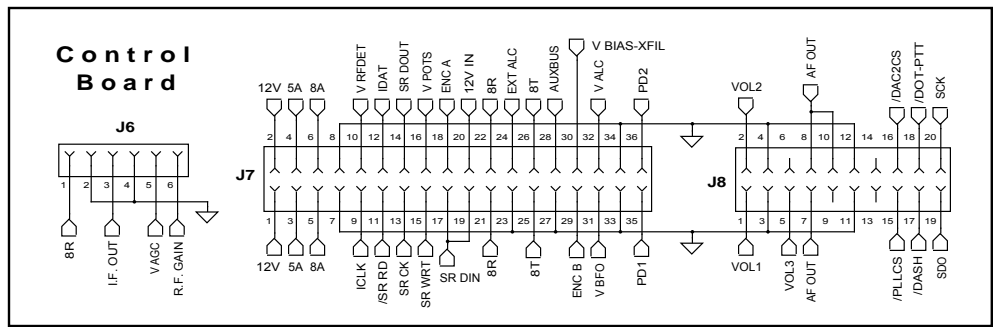 Control
Board
J6
1 2 3 4 5 6
8R
I.F. OUT
V AGC
R.F. GAIN
12V
5A
8A
V RFDET
IDAT
SR DOUT
V POTS
ENC A
12V IN
8R
EXT ALC
8T
AUXBUS
V BIAS-XFIL
V ALC
PD2
2 4 6 8 10 12 14 16 18 20 22 24 26 28 30 32 34 36
J7
1 3 5 7 9 11 13 15 17 19 21 23 25 27 29 31 33 35
12V
5A
8A
ICLK
/SR RD
SR CK
SR WRT
SR DIN
8R
8T
ENC B
V BFO
PD1
VOL2
AF OUT
/DAC2CS
/DOT-PTT
SCK
2 4 6 8 10 12 14 16 18 20
J8
1 3 5 7 9 11 13 15 17 19
VOL1
VOL3
AF OUT
/PLLCS
/DASH
SDO